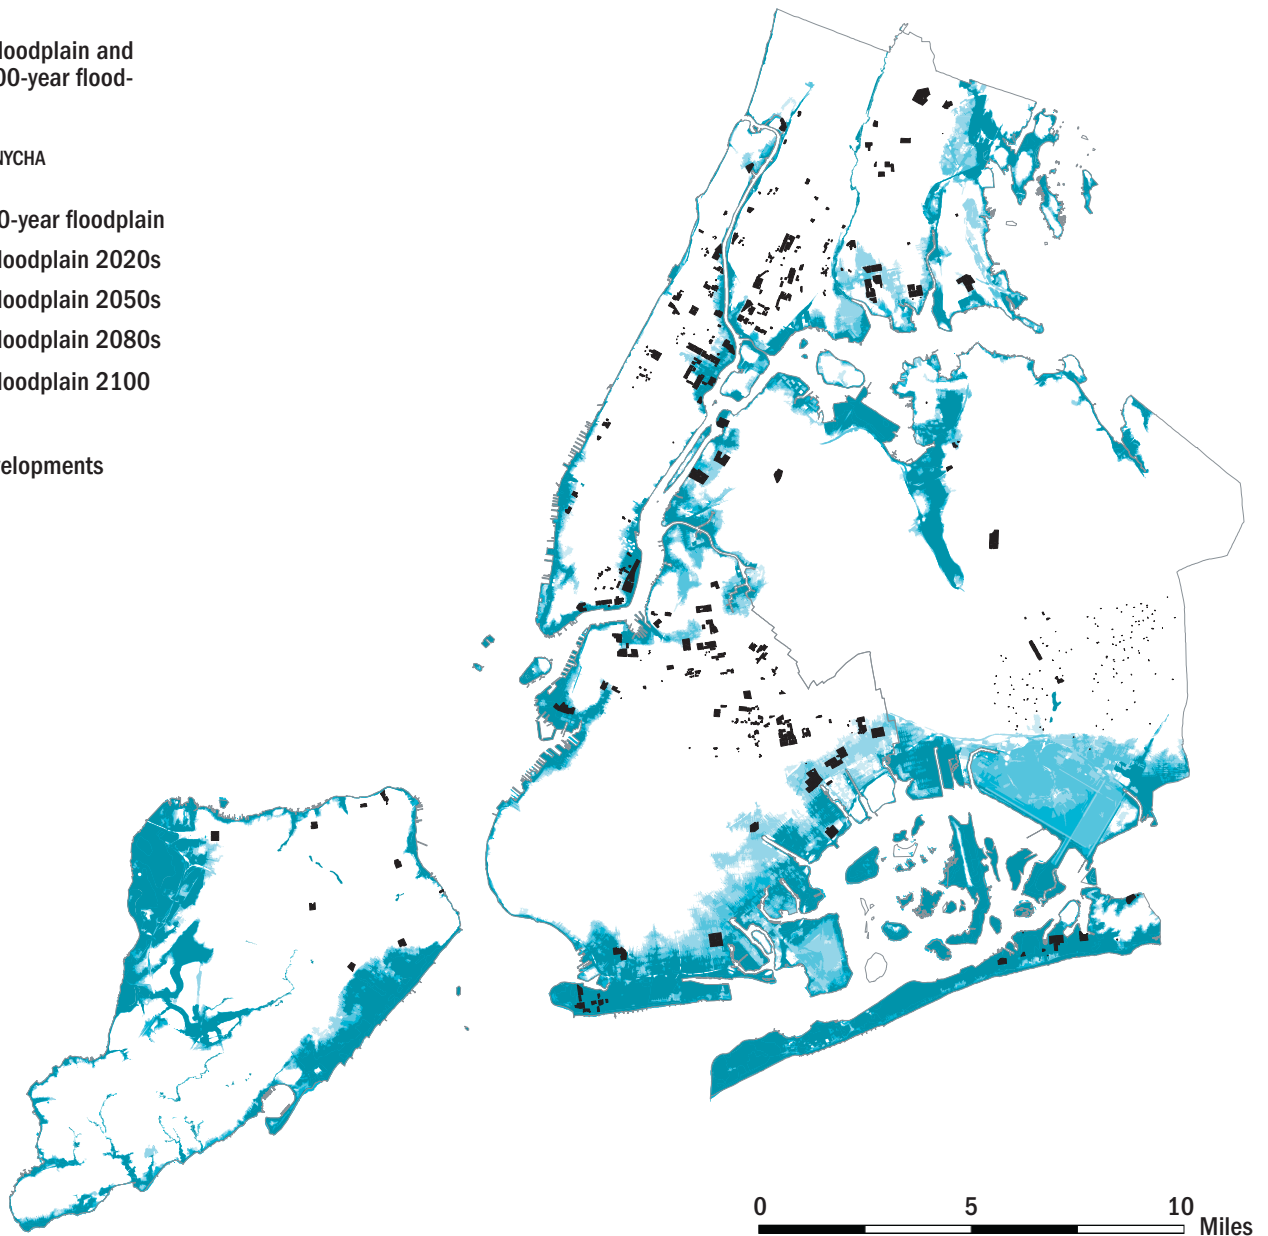 loodplain and
00-year flood-
NYCHA
0-year floodplain
loodplain 2020s
loodplain 2050s
loodplain 2080s
loodplain 2100
velopments
0 5 10
Miles